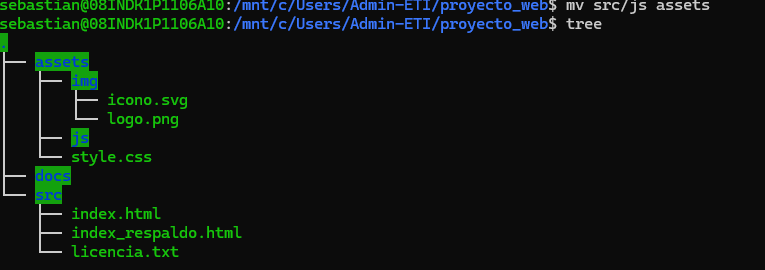 sebastian@08INDK1P1106A10:/mnt/c/Users/Admin-ETI/proyecto_web$ mv src/js assets
sebastian@08INDK1P1106A10:/mnt/c/Users/Admin-ETI/proyecto_web$ tree
.
├── assets
│   ├── img
│   │   ├── icono.svg
│   │   └── logo.png
│   ├── js
│   └── style.css
├── docs
└── src
    ├── index.html
    ├── index_respaldo.html
    └── licencia.txt